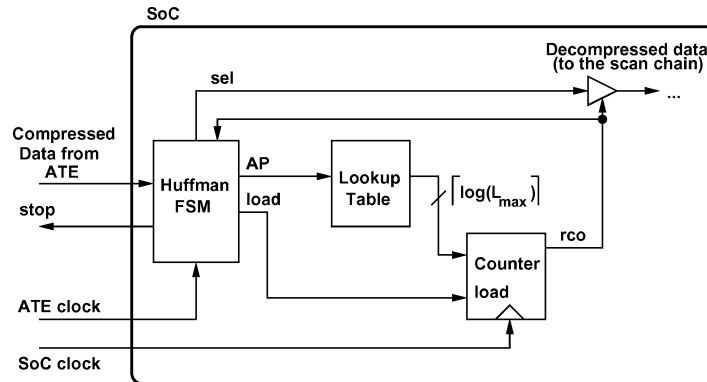 SoC
Decompressed data
(to the scan chain)
sel
...
Compressed
Data from
ATE
Huffman
FSM
AP
load
Lookup
Table
⌈log(L_max)⌉
stop
rco
Counter
load
ATE clock
SoC clock